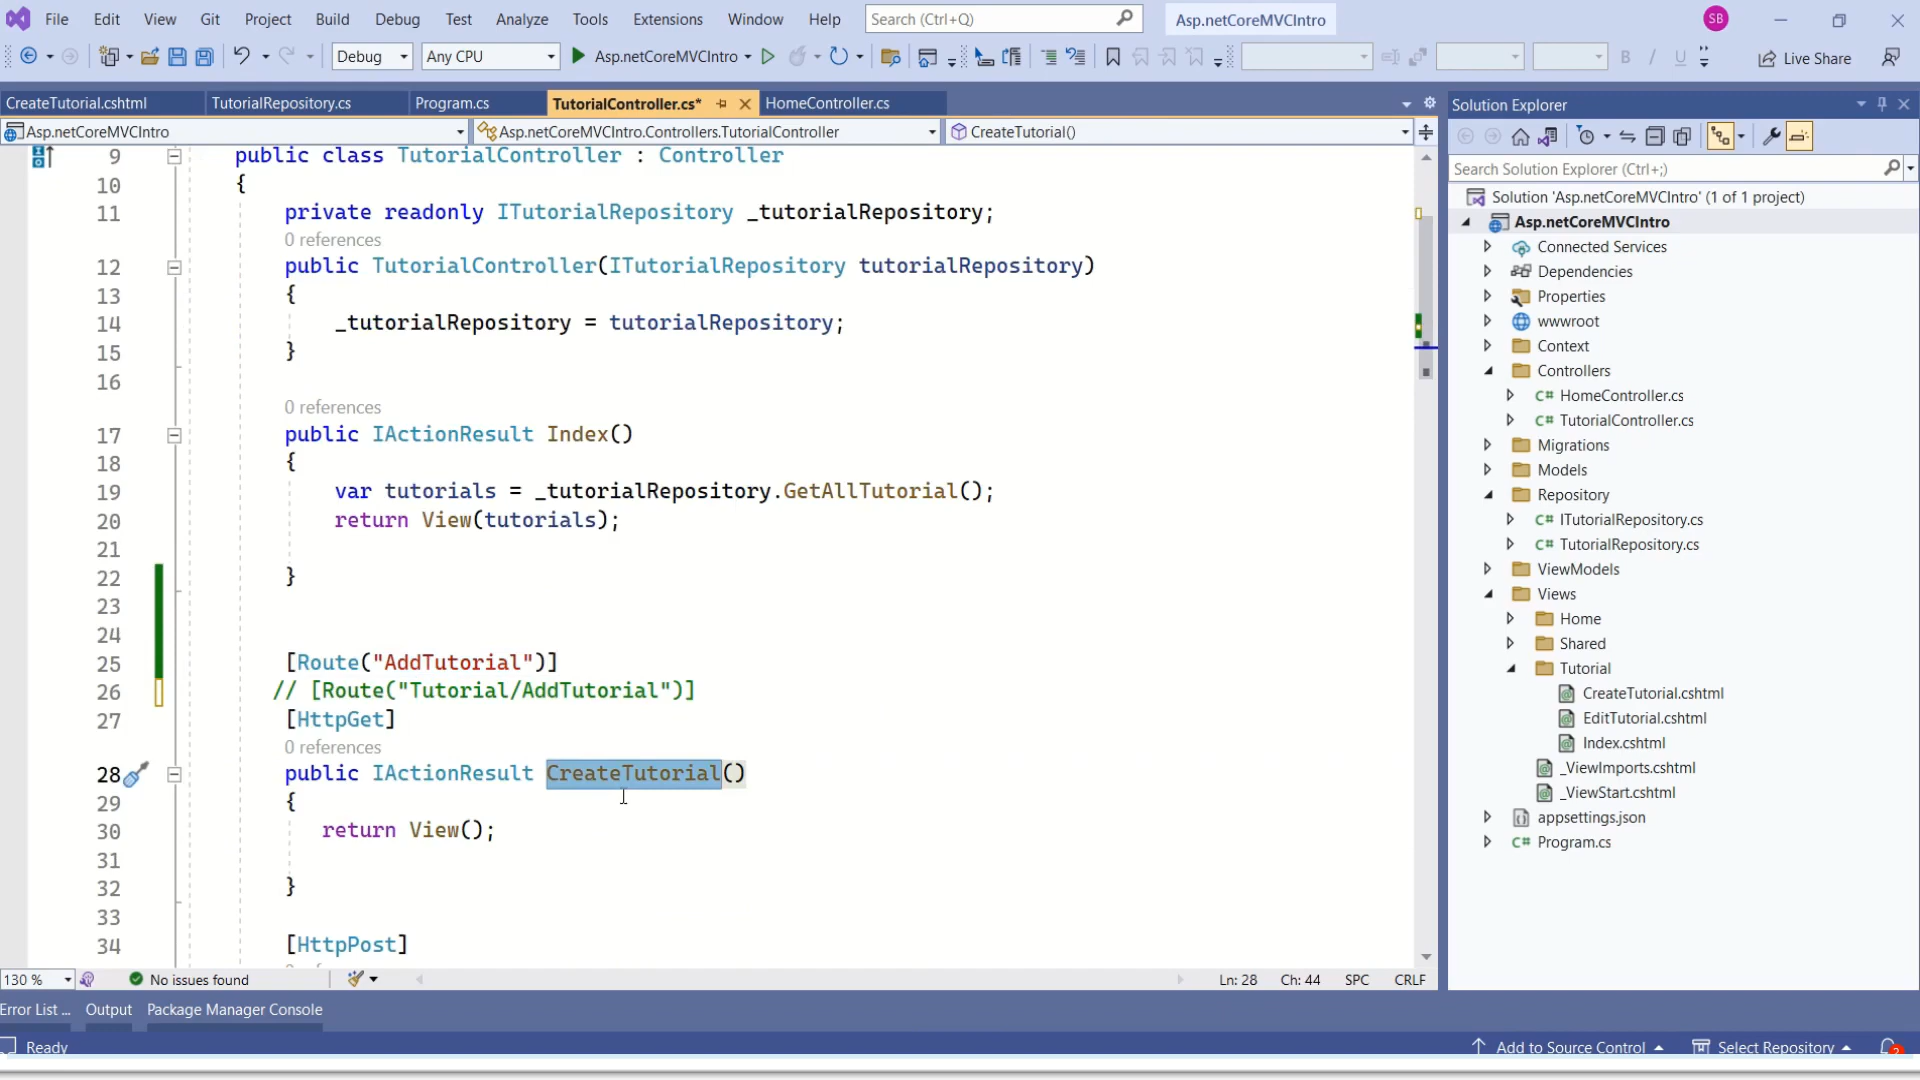 File Edit View Git Project Build Debug Test Analyze Tools Extensions Window Help Search (Ctrl+Q) Asp.netCoreMVCIntro SB
Debug Any CPU Asp.netCoreMVCIntro B I U Live Share
CreateTutorial.cshtml TutorialRepository.cs Program.cs TutorialController.cs* HomeController.cs
Asp.netCoreMVCIntro Asp.netCoreMVCIntro.Controllers.TutorialController CreateTutorial()
9 public class TutorialController : Controller
10 {
11 private readonly ITutorialRepository _tutorialRepository;
0 references
12 public TutorialController(ITutorialRepository tutorialRepository)
13 {
14 _tutorialRepository = tutorialRepository;
15 }
16
0 references
17 public IActionResult Index()
18 {
19 var tutorials = _tutorialRepository.GetAllTutorial();
20 return View(tutorials);
21
22 }
23
24
25 [Route("AddTutorial")]
26 // [Route("Tutorial/AddTutorial")]
27 [HttpGet]
0 references
28 public IActionResult CreateTutorial()
29 {
30 return View();
31
32 }
33
34 [HttpPost]
130 % No issues found Ln: 28 Ch: 44 SPC CRLF
Error List ... Output Package Manager Console
Ready Add to Source Control Select Repository 2
Solution Explorer
Search Solution Explorer (Ctrl+;)
Solution 'Asp.netCoreMVCIntro' (1 of 1 project)
Asp.netCoreMVCIntro
Connected Services
Dependencies
Properties
wwwroot
Context
Controllers
C# HomeController.cs
C# TutorialController.cs
Migrations
Models
Repository
C# ITutorialRepository.cs
C# TutorialRepository.cs
ViewModels
Views
Home
Shared
Tutorial
CreateTutorial.cshtml
EditTutorial.cshtml
Index.cshtml
_ViewImports.cshtml
_ViewStart.cshtml
appsettings.json
C# Program.cs